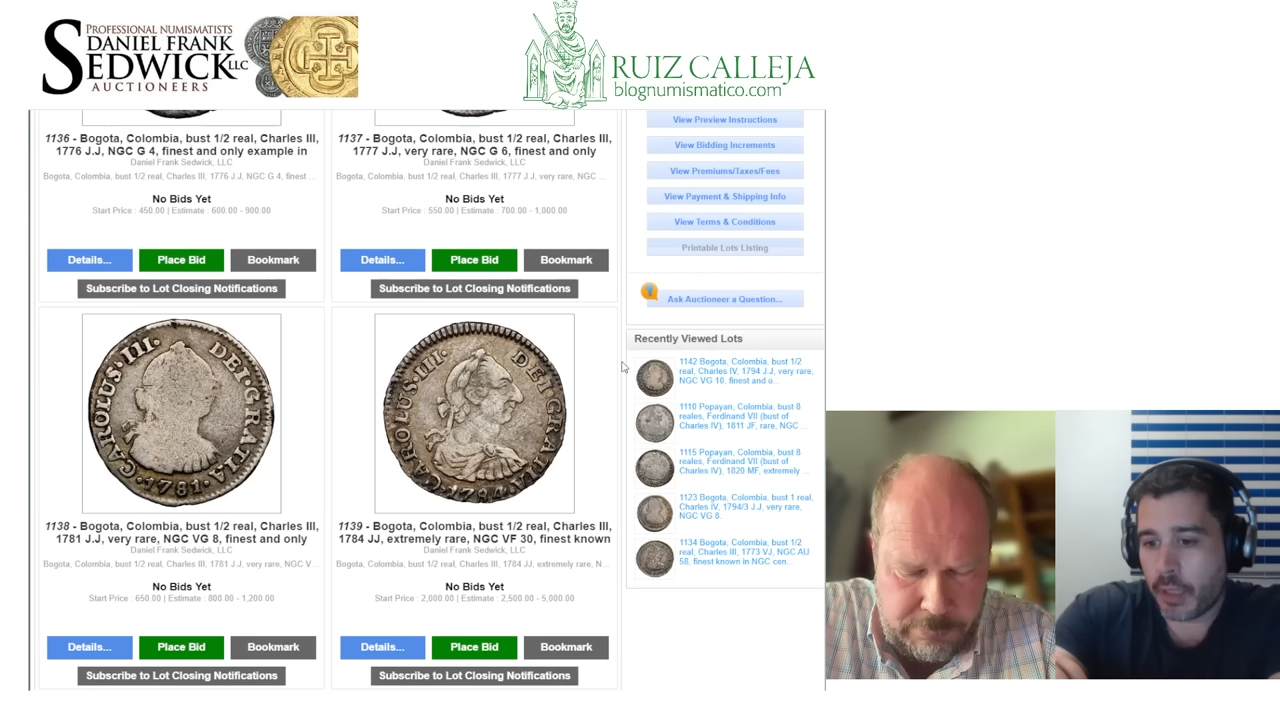 PROFESSIONAL NUMISMATISTS
DANIEL FRANK
SEDWICK LLC
AUCTIONEERS
RUIZ CALLEJA
blognumismatico.com
1136 - Bogota, Colombia, bust 1/2 real, Charles III,
1776 J.J, NGC G 4, finest and only example in
Daniel Frank Sedwick, LLC
Bogota, Colombia, bust 1/2 real, Charles III, 1776 J.J, NGC G 4, finest ...
No Bids Yet
Start Price : 450.00 | Estimate : 600.00 - 900.00
Details...
Place Bid
Bookmark
Subscribe to Lot Closing Notifications
1137 - Bogota, Colombia, bust 1/2 real, Charles III,
1777 J.J, very rare, NGC G 6, finest and only
Daniel Frank Sedwick, LLC
Bogota, Colombia, bust 1/2 real, Charles III, 1777 J.J, very rare, NGC ...
No Bids Yet
Start Price : 550.00 | Estimate : 700.00 - 1,000.00
Details...
Place Bid
Bookmark
Subscribe to Lot Closing Notifications
CAROLUS·III· DEI·GRATIA
·1781·
1138 - Bogota, Colombia, bust 1/2 real, Charles III,
1781 J.J, very rare, NGC VG 8, finest and only
Daniel Frank Sedwick, LLC
Bogota, Colombia, bust 1/2 real, Charles III, 1781 J.J, very rare, NGC V...
No Bids Yet
Start Price : 650.00 | Estimate : 800.00 - 1,200.00
Details...
Place Bid
Bookmark
Subscribe to Lot Closing Notifications
1139 - Bogota, Colombia, bust 1/2 real, Charles III,
1784 JJ, extremely rare, NGC VF 30, finest known
Daniel Frank Sedwick, LLC
Bogota, Colombia, bust 1/2 real, Charles III, 1784 JJ, extremely rare, N...
No Bids Yet
Start Price : 2,000.00 | Estimate : 2,500.00 - 5,000.00
Details...
Place Bid
Bookmark
Subscribe to Lot Closing Notifications
View Preview Instructions
View Bidding Increments
View Premiums/Taxes/Fees
View Payment & Shipping Info
View Terms & Conditions
Printable Lots Listing
Ask Auctioneer a Question...
Recently Viewed Lots
1142 Bogota, Colombia, bust 1/2
real, Charles IV, 1794 J.J, very rare,
NGC VG 10, finest and o...
1110 Popayan, Colombia, bust 8
reales, Ferdinand VII (bust of
Charles IV), 1811 JF, rare, NGC ...
1115 Popayan, Colombia, bust 8
reales, Ferdinand VII (bust of
Charles IV), 1820 MF, extremely ...
1123 Bogota, Colombia, bust 1 real,
Charles IV, 1794/3 J.J, very rare,
NGC VG 8.
1134 Bogota, Colombia, bust 1/2
real, Charles III, 1773 VJ, NGC AU
58, finest known in NGC cen...